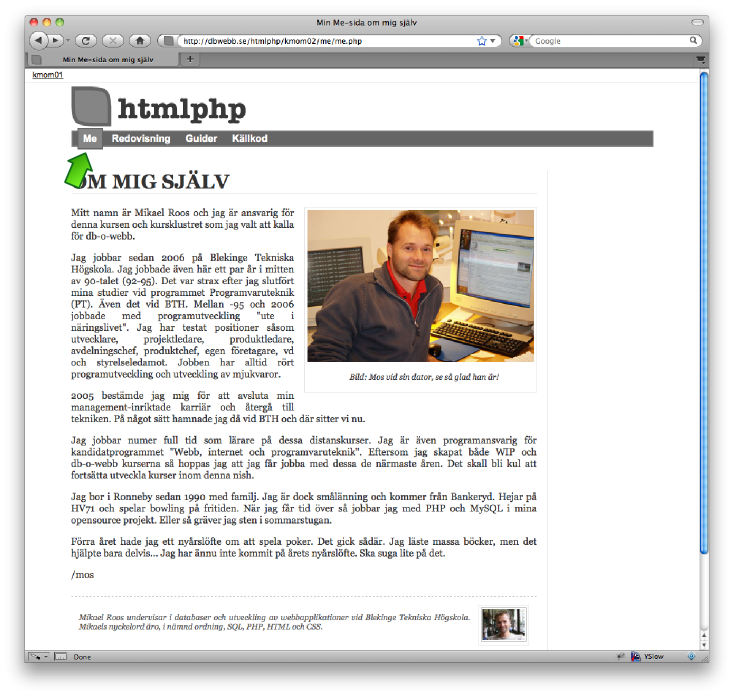 Min Me-sida om mig själv
http://dbwebb.se/htmlphp/kmom02/me/me.php
Google
Min Me-sida om mig själv
kmom01
htmlphp
Me Redovisning Guider Källkod
OM MIG SJÄLV
Mitt namn är Mikael Roos och jag är ansvarig för
denna kursen och kursklustret som jag valt att kalla
för db-o-webb.
Jag jobbar sedan 2006 på Blekinge Tekniska
Högskola. Jag jobbade även här ett par år i mitten
av 90-talet (92-95). Det var strax efter jag slutfört
mina studier vid programmet Programvaruteknik
(PT). Även det vid BTH. Mellan -95 och 2006
jobbade med programutveckling "ute i
näringslivet". Jag har testat positioner såsom
utvecklare, projektledare, produktledare,
avdelningschef, produktchef, egen företagare, vd
och styrelseledamot. Jobben har alltid rört
programutveckling och utveckling av mjukvaror.
Bild: Mos vid sin dator, se så glad han är!
2005 bestämde jag mig för att avsluta min
management-inriktade karriär och återgå till
tekniken. På något sätt hamnade jag då vid BTH och där sitter vi nu.
Jag jobbar numer full tid som lärare på dessa distanskurser. Jag är även programansvarig för
kandidatprogrammet "Webb, internet och programvaruteknik". Eftersom jag skapat både WIP och
db-o-webb kurserna så hoppas jag att jag får jobba med dessa de närmaste åren. Det skall bli kul att
fortsätta utveckla kurser inom denna nish.
Jag bor i Ronneby sedan 1990 med familj. Jag är dock smålänning och kommer från Bankeryd. Hejar på
HV71 och spelar bowling på fritiden. När jag får tid över så jobbar jag med PHP och MySQL i mina
opensource projekt. Eller så gräver jag sten i sommarstugan.
Förra året hade jag ett nyårslöfte om att spela poker. Det gick sådär. Jag läste massa böcker, men det
hjälpte bara delvis... Jag har ännu inte kommit på årets nyårslöfte. Ska suga lite på det.
/mos
Mikael Roos undervisar i databaser och utveckling av webbapplikationer vid Blekinge Tekniska Högskola.
Mikaels nyckelord äro, i nämnd ordning, SQL, PHP, HTML och CSS.
Done
YSlow